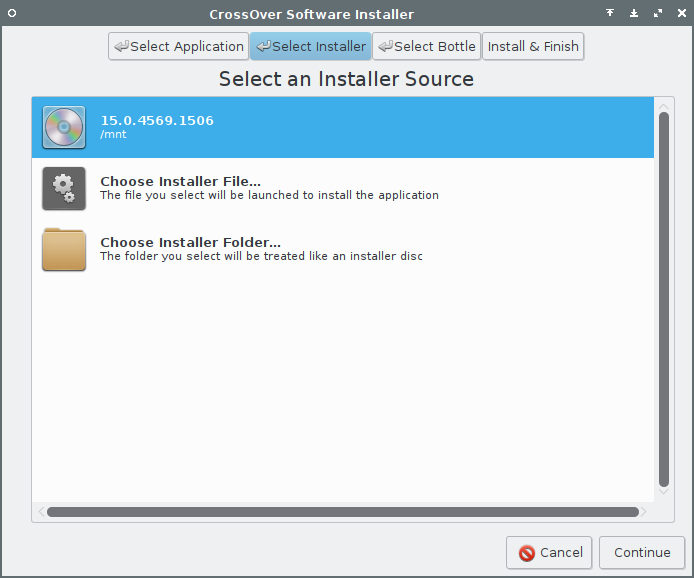 CrossOver Software Installer
Select Application
Select Installer
Select Bottle
Install & Finish
Select an Installer Source
15.0.4569.1506
/mnt
Choose Installer File...
The file you select will be launched to install the application
Choose Installer Folder...
The folder you select will be treated like an installer disc
Cancel
Continue